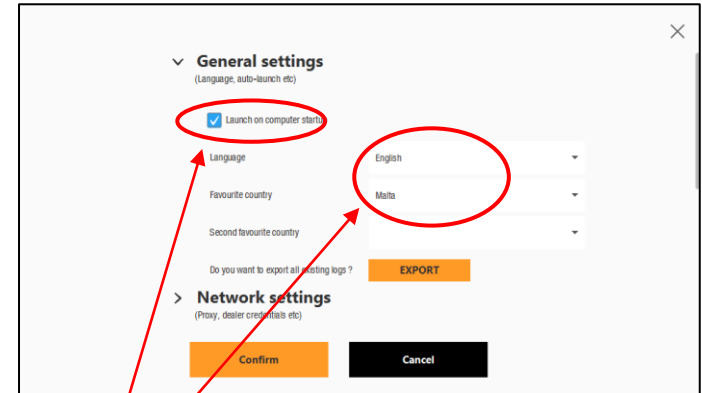 General settings
(Language, auto-launch etc)
Launch on computer startup
Language English
Favourite country Malta
Second favourite country
Do you want to export all existing logs ? EXPORT
Network settings
(Proxy, dealer credentials etc)
Confirm Cancel